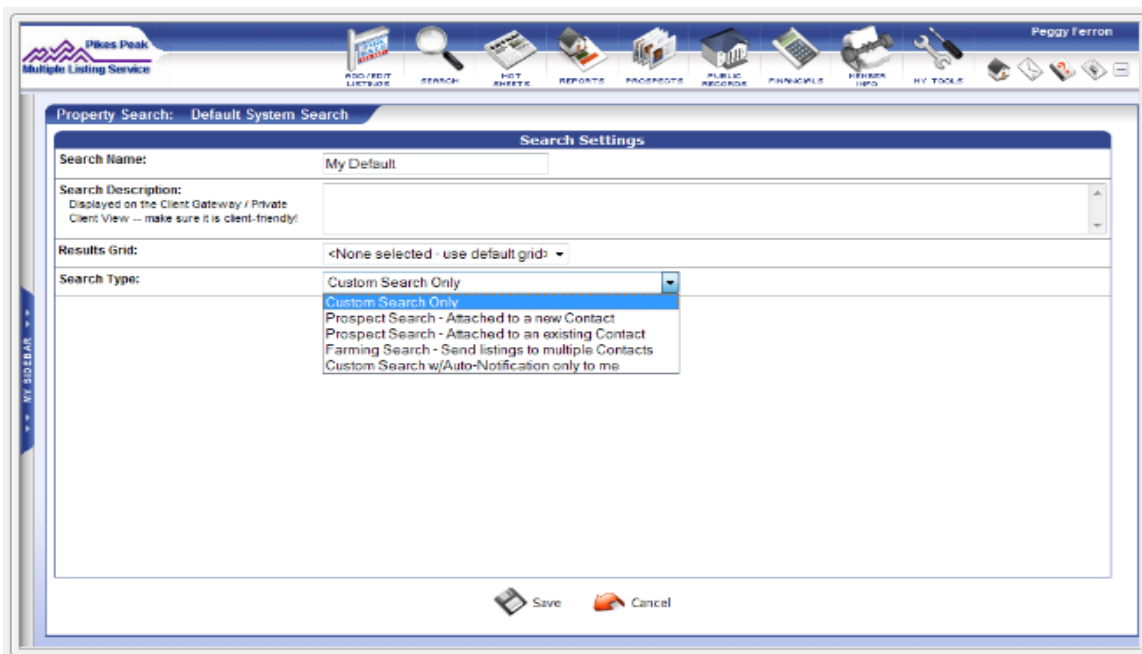 Pikes Peak
Multiple Listing Service
Peggy Ferron
ADD/EDIT
LISTINGS
SEARCH
HOT
SHEETS
REPORTS
PROSPECTS
PUBLIC
RECORDS
FINANCIALS
MEMBER
INFO
MY TOOLS
Property Search: Default System Search
Search Settings
Search Name:
My Default
Search Description:
Displayed on the Client Gateway / Private
Client View -- make sure it is client-friendly!
Results Grid:
<None selected - use default grid>
Search Type:
Custom Search Only
Custom Search Only
Prospect Search - Attached to a new Contact
Prospect Search - Attached to an existing Contact
Farming Search - Send listings to multiple Contacts
Custom Search w/Auto-Notification only to me
MY SIDEBAR
Save
Cancel